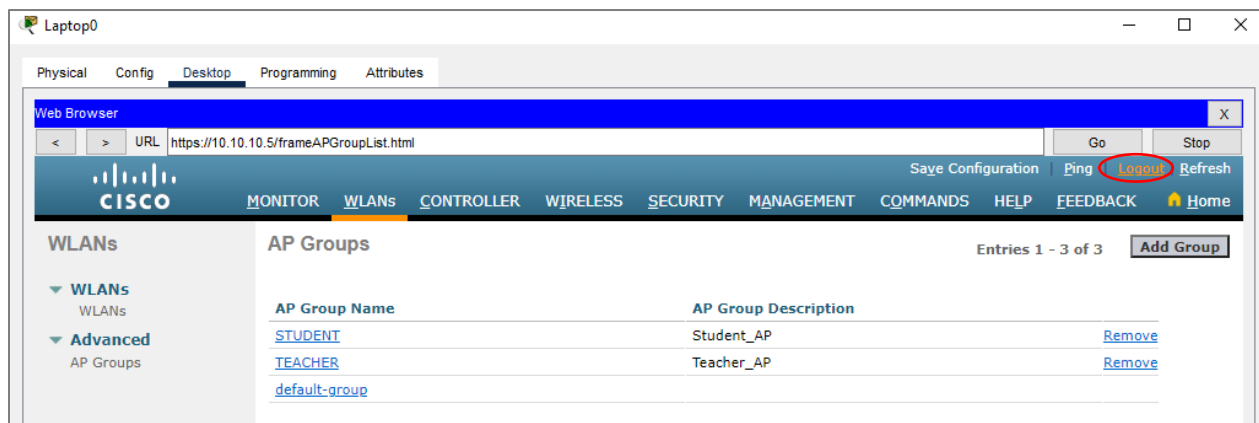 Laptop0
Physical Config Desktop Programming Attributes
Web Browser X
< > URL https://10.10.10.5/frameAPGroupList.html Go Stop
Save Configuration | Ping | Logout | Refresh
CISCO MONITOR WLANs CONTROLLER WIRELESS SECURITY MANAGEMENT COMMANDS HELP FEEDBACK Home
WLANs AP Groups Entries 1 - 3 of 3 Add Group
WLANs
WLANs
AP Group Name AP Group Description
Advanced
STUDENT Student_AP Remove
AP Groups
TEACHER Teacher_AP Remove
default-group